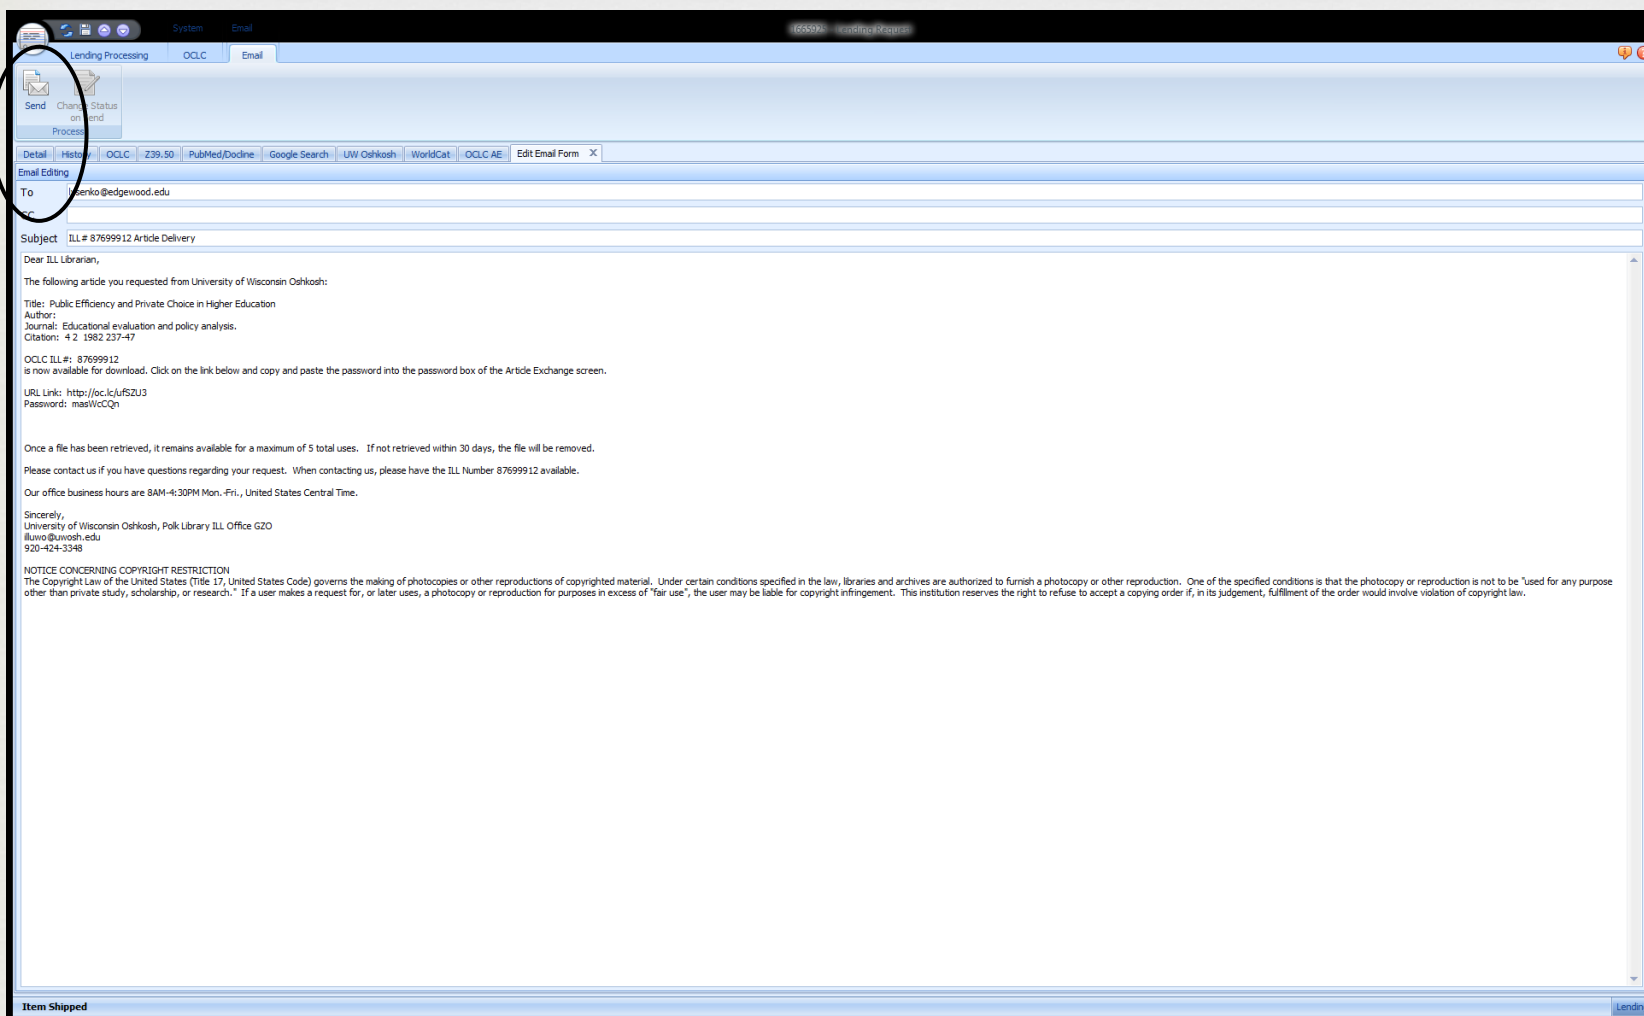 System Email
1665925 - Lending Request
Lending Processing OCLC Email
Send Change Status
on Send
Process
Detail History OCLC Z39.50 PubMed/Docline Google Search UW Oshkosh WorldCat OCLC AE Edit Email Form X
Email Editing
To @edgewood.edu
CC
Subject ILL# 87699912 Article Delivery
Dear ILL Librarian,
The following article you requested from University of Wisconsin Oshkosh:
Title: Public Efficiency and Private Choice in Higher Education
Author:
Journal: Educational evaluation and policy analysis.
Citation: 4 2 1982 237-47
OCLC ILL#: 87699912
is now available for download. Click on the link below and copy and paste the password into the password box of the Article Exchange screen.
URL Link: http://oc.lc/ufSZU3
Password: masWcCQn
Once a file has been retrieved, it remains available for a maximum of 5 total uses. If not retrieved within 30 days, the file will be removed.
Please contact us if you have questions regarding your request. When contacting us, please have the ILL Number 87699912 available.
Our office business hours are 8AM-4:30PM Mon.-Fri., United States Central Time.
Sincerely,
University of Wisconsin Oshkosh, Polk Library ILL Office GZO
illuwo@uwosh.edu
920-424-3348
NOTICE CONCERNING COPYRIGHT RESTRICTION
The Copyright Law of the United States (Title 17, United States Code) governs the making of photocopies or other reproductions of copyrighted material. Under certain conditions specified in the law, libraries and archives are authorized to furnish a photocopy or other reproduction. One of the specified conditions is that the photocopy or reproduction is not to be "used for any purpose
other than private study, scholarship, or research." If a user makes a request for, or later uses, a photocopy or reproduction for purposes in excess of "fair use", the user may be liable for copyright infringement. This institution reserves the right to refuse to accept a copying order if, in its judgement, fulfillment of the order would involve violation of copyright law.
Item Shipped